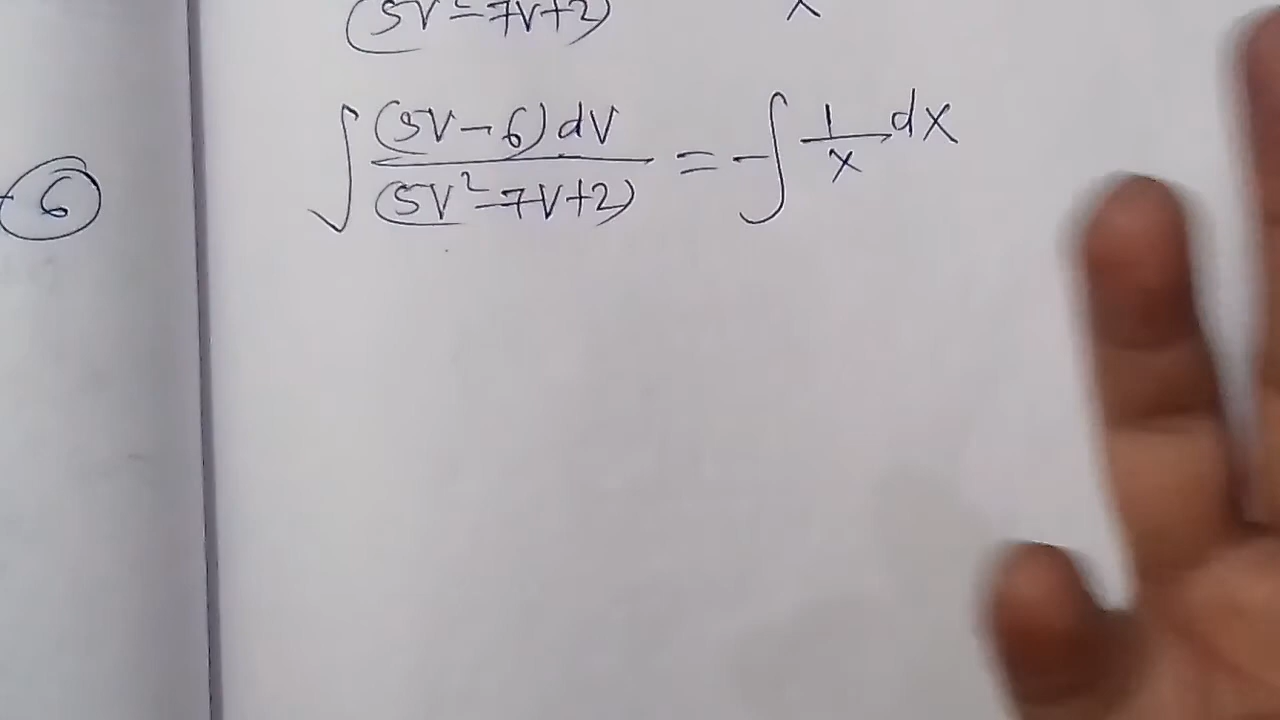 (5V²-7V+2) x
∫ (5V-6)dV / (5V²-7V+2) = -∫ 1/x dx
6